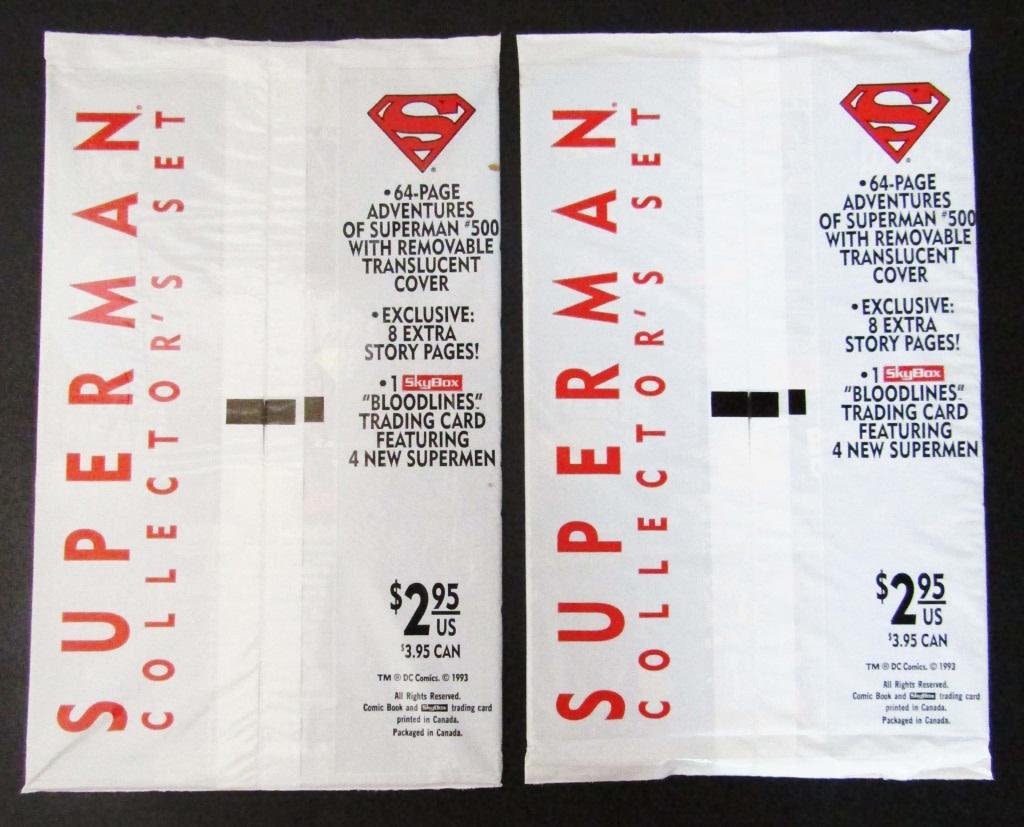 SUPERMAN®
COLLECTOR'S SET
S
®
•64-PAGE
ADVENTURES
OF SUPERMAN #500
WITH REMOVABLE
TRANSLUCENT
COVER
•EXCLUSIVE:
8 EXTRA
STORY PAGES!
•1 SkyBox
"BLOODLINES"
TRADING CARD
FEATURING
4 NEW SUPERMEN
$2.95
US
$3.95 CAN
TM ® DC Comics. © 1993
All Rights Reserved.
Comic Book and SkyBox trading card
printed in Canada.
Packaged in Canada.
SUPERMAN®
COLLECTOR'S SET
S
®
•64-PAGE
ADVENTURES
OF SUPERMAN #500
WITH REMOVABLE
TRANSLUCENT
COVER
•EXCLUSIVE:
8 EXTRA
STORY PAGES!
•1 SkyBox
"BLOODLINES"
TRADING CARD
FEATURING
4 NEW SUPERMEN
$2.95
US
$3.95 CAN
TM ® DC Comics. © 1993
All Rights Reserved.
Comic Book and SkyBox trading card
printed in Canada.
Packaged in Canada.